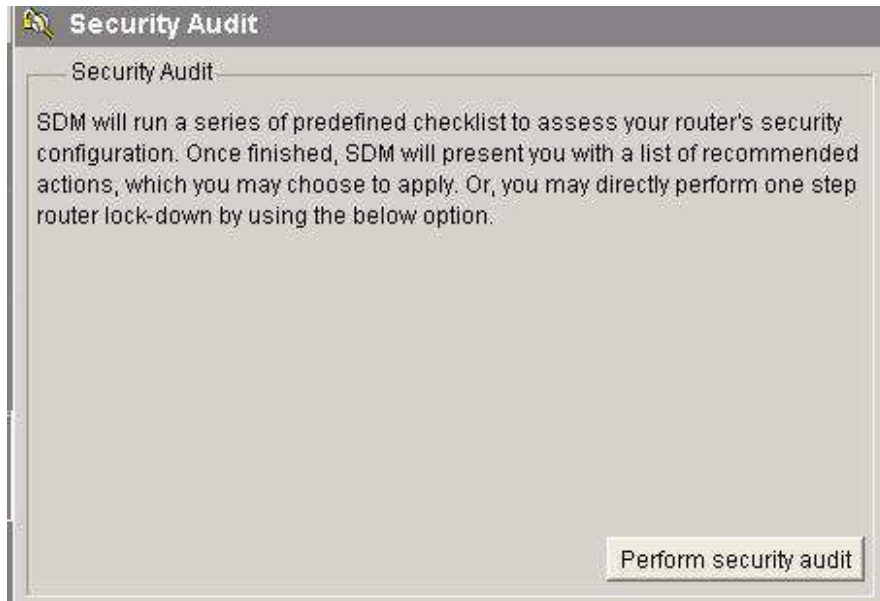 Security Audit
Security Audit
SDM will run a series of predefined checklist to assess your router's security
configuration. Once finished, SDM will present you with a list of recommended
actions, which you may choose to apply. Or, you may directly perform one step
router lock-down by using the below option.
Perform security audit